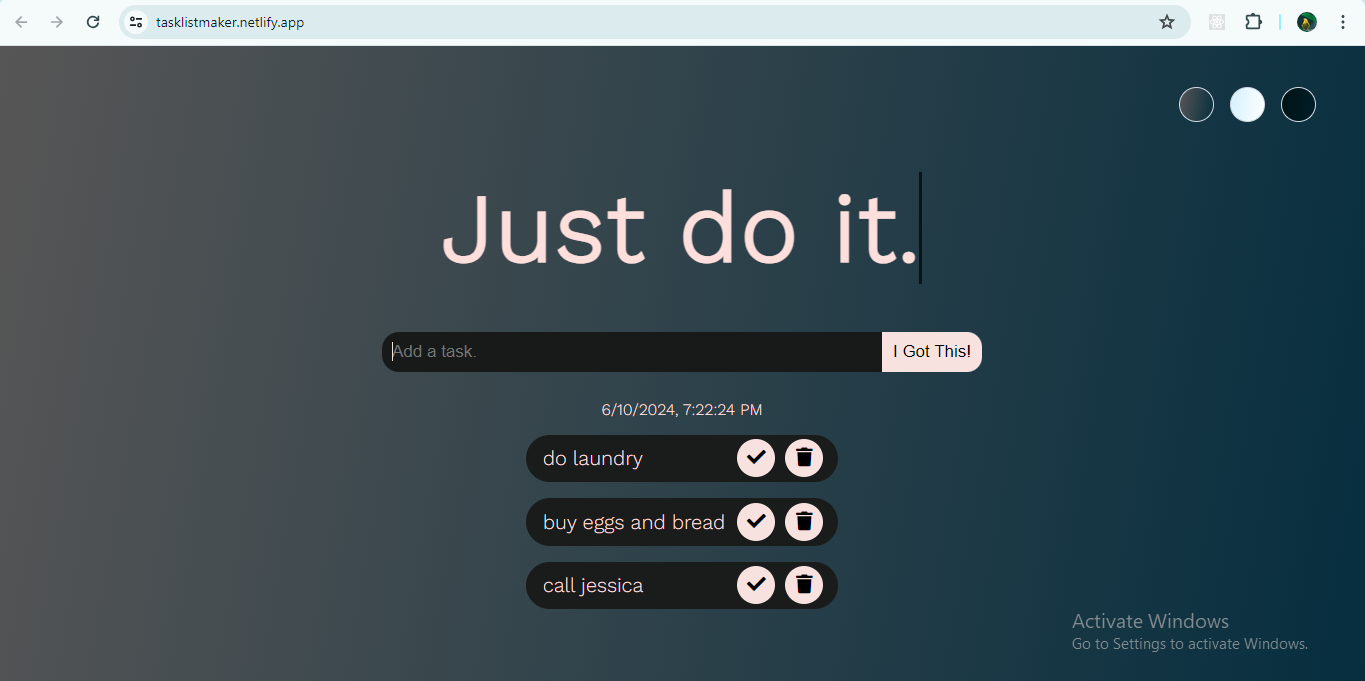 tasklistmaker.netlify.app
Just do it.
Add a task.
I Got This!
6/10/2024, 7:22:24 PM
do laundry
buy eggs and bread
call jessica
Activate Windows
Go to Settings to activate Windows.